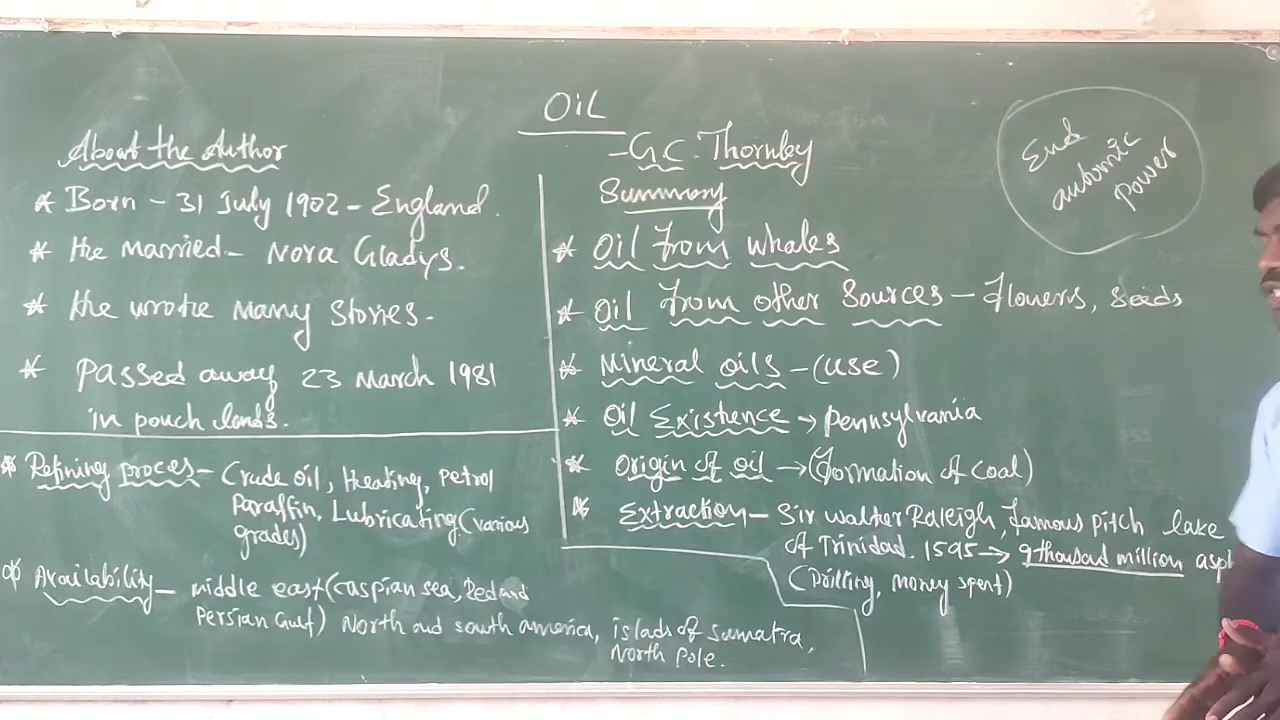 OiL
-G.C. Thornley
About the Author
* Born - 31 July 1902 - England.
* He married - Nora Gladys.
* He wrote many stories.
* Passed away 23 March 1981
in pouch lands.
Summary
* Oil from whales
* Oil from other Sources - Flowers, Seeds
* Mineral oils - (use)
* Oil Existence → Pennsylvania
* Origin of oil → (Formation of Coal)
* Extraction - Sir Walter Raleigh, famous pitch lake
of Trinidad. 1595 → 9 thousad million asph
(Drilling, money spent)
* Refining proces - Crude oil, Heating, Petrol
Paraffin, Lubricating (various
grades)
* Availability - middle east (Caspian sea, Red and
Persian Gulf) North and south america, islads of sumatra,
North Pole.
End
automic
power